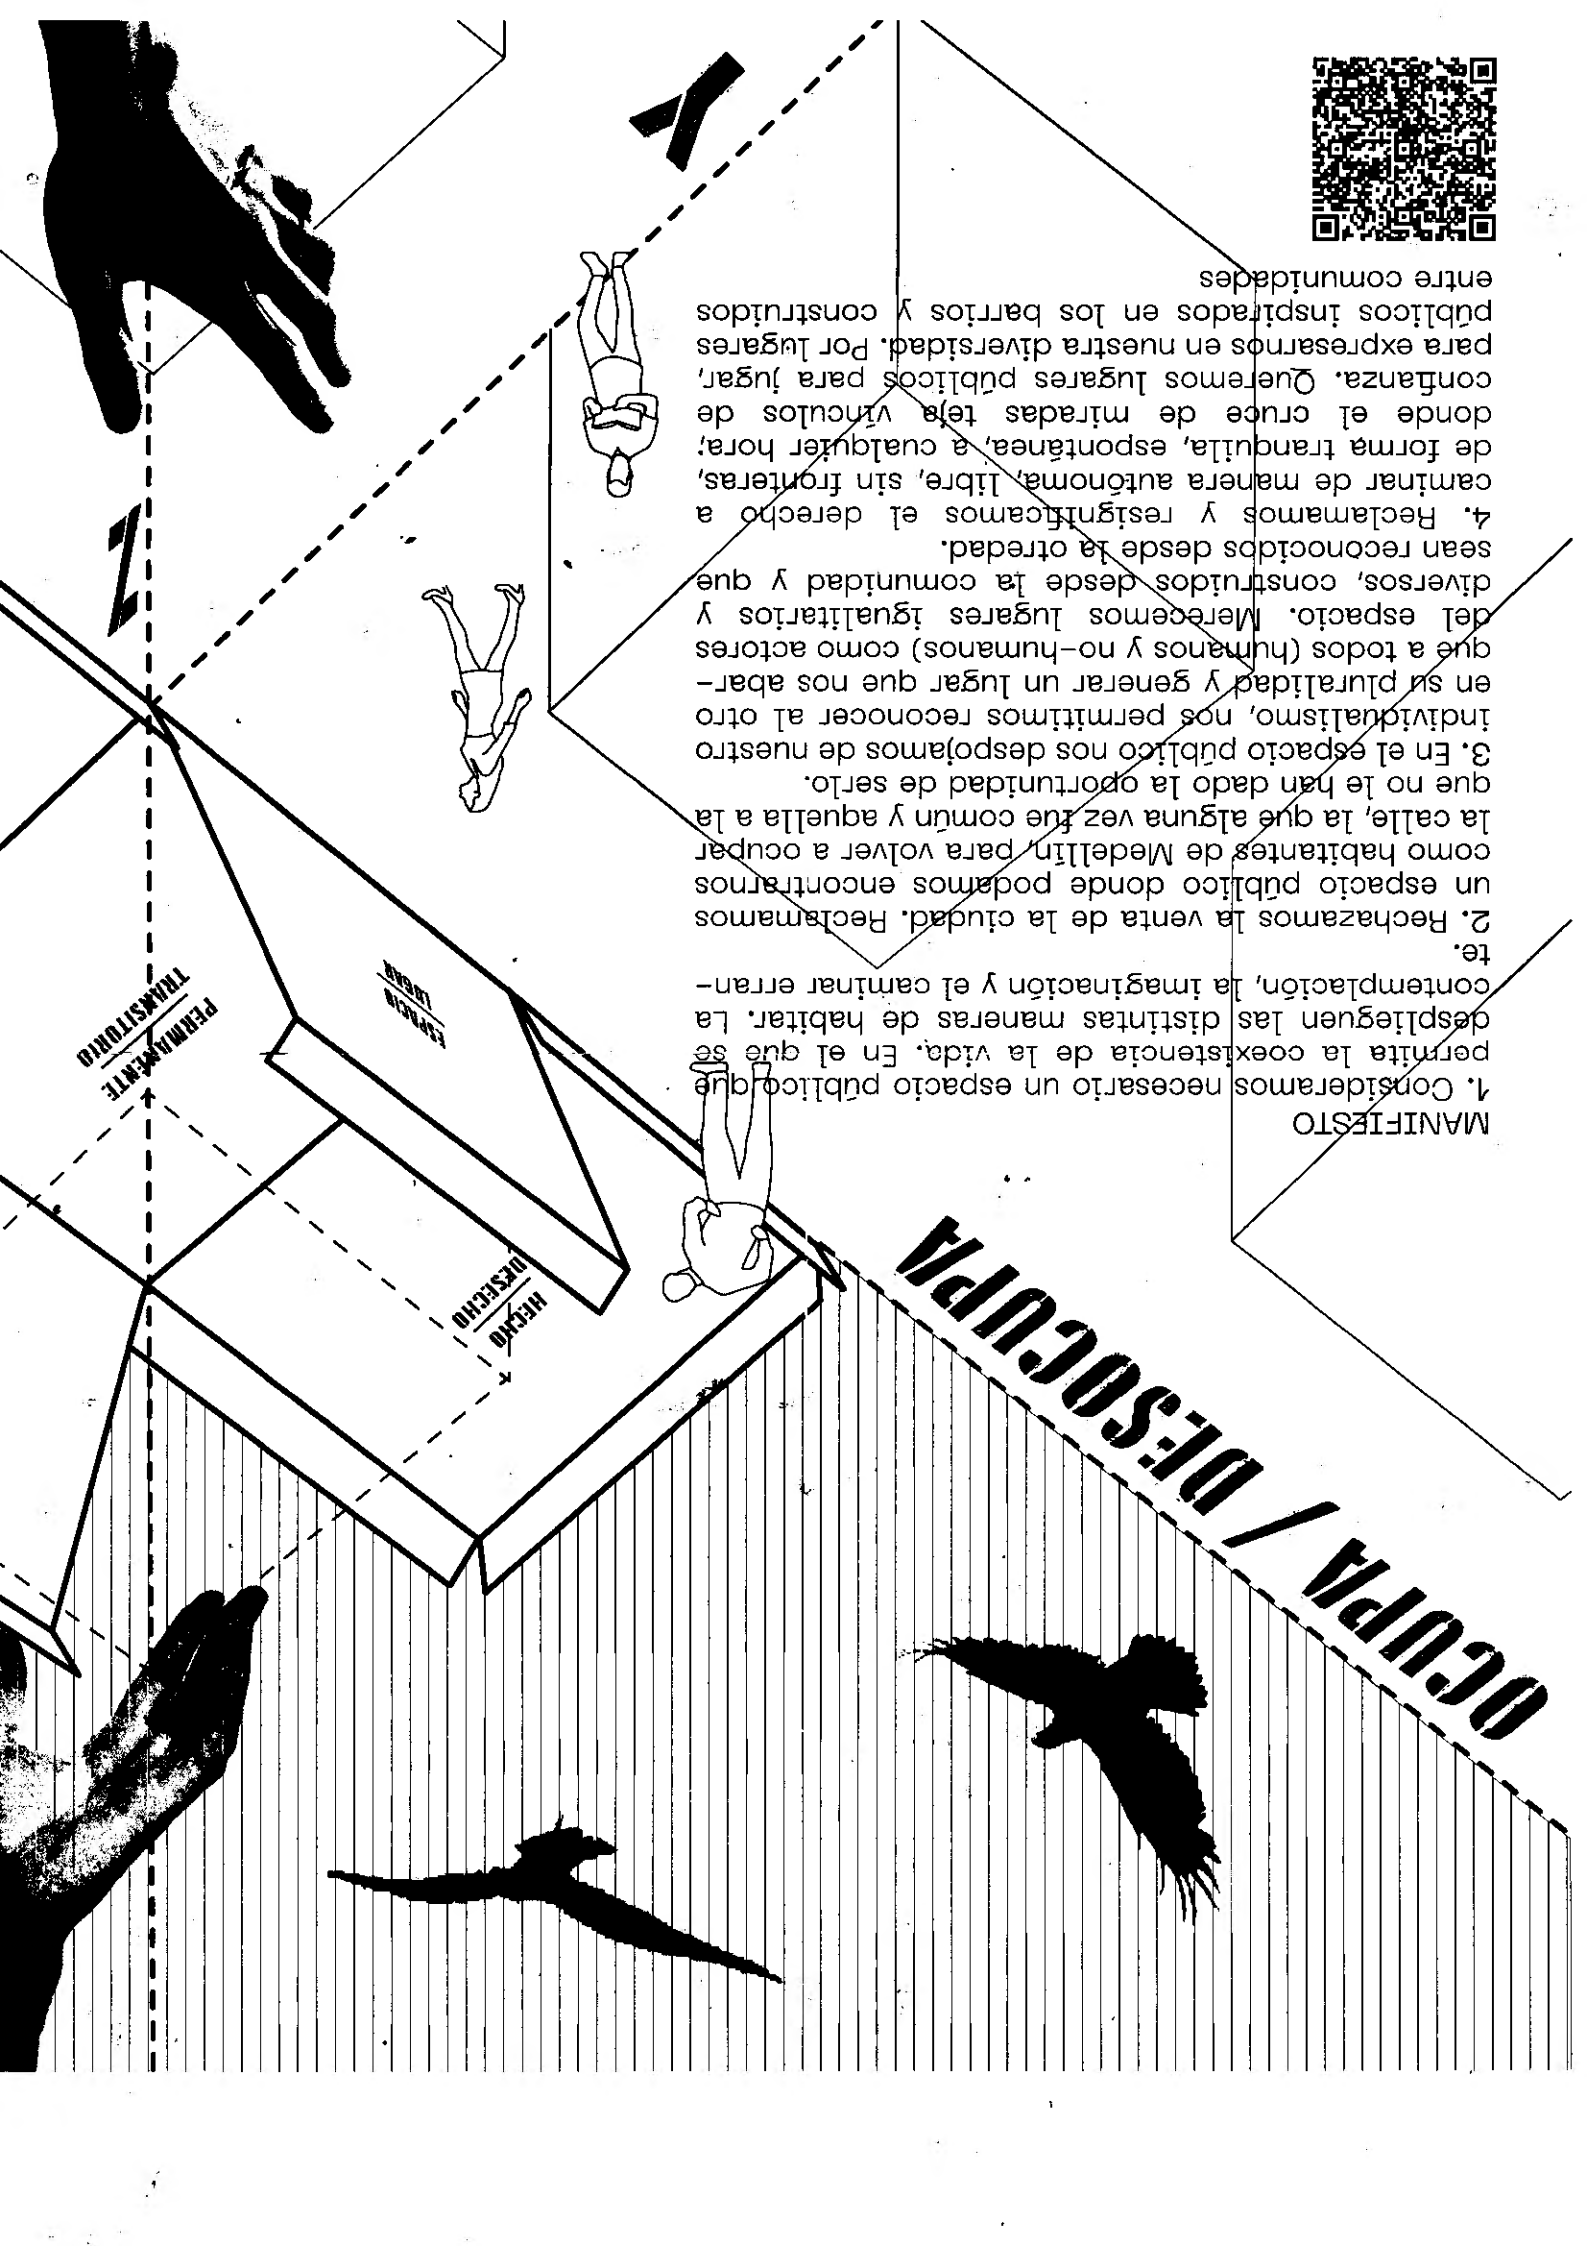 OCUPA / DESOCUPA
MANIFIESTO
1. Consideramos necesario un espacio público que
permita la coexistencia de la vida. En el que se
desplieguen las distintas maneras de habitar. La
contemplación, la imaginación y el caminar erran-
te.
2. Rechazamos la venta de la ciudad. Reclamamos
un espacio público donde podamos encontrarnos
como habitantes de Medellín, para volver a ocupar
la calle, la que alguna vez fue común y aquella a la
que no le han dado la oportunidad de serlo.
3. En el espacio público nos despojamos de nuestro
individualismo, nos permitimos reconocer al otro
en su pluralidad y generar un lugar que nos abar-
que a todos (humanos y no-humanos) como actores
del espacio. Merecemos lugares igualitarios y
diversos, construidos desde la comunidad y que
sean reconocidos desde la otredad.
4. Reclamamos y resignificamos el derecho a
caminar de manera autónoma, libre, sin fronteras,
de forma tranquila, espontánea, a cualquier hora;
donde el cruce de miradas teja vínculos de
confianza. Queremos lugares públicos para jugar,
para expresarnos en nuestra diversidad. Por lugares
públicos inspirados en los barrios y construidos
entre comunidades
HECHO
DESECHO
ESPACIO
LUGAR
PERMANENTE
TRANSITORIO
Z
Y